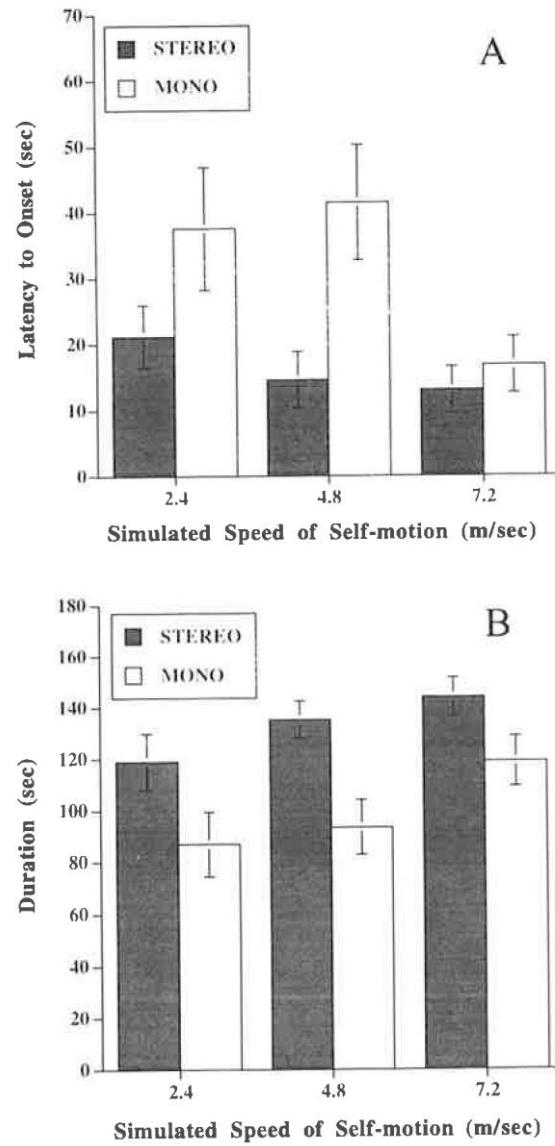 A
STEREO
MONO
Latency to Onset (sec)
70
60
50
40
30
20
10
0
2.4 4.8 7.2
Simulated Speed of Self-motion (m/sec)
B
STEREO
MONO
Duration (sec)
180
160
140
120
100
80
60
40
20
0
2.4 4.8 7.2
Simulated Speed of Self-motion (m/sec)